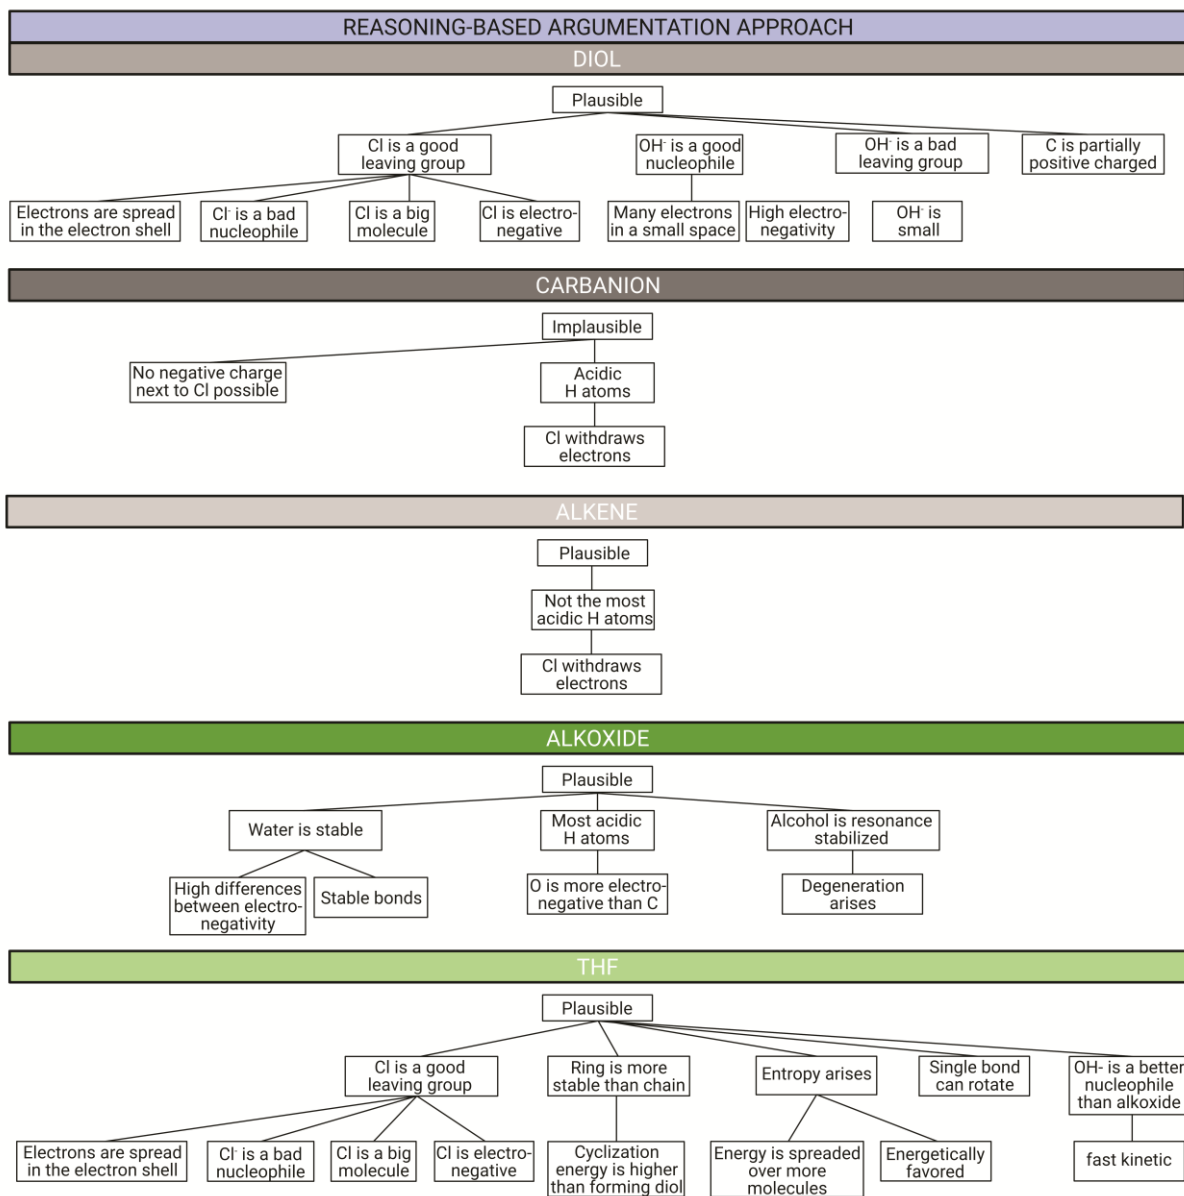 REASONING-BASED ARGUMENTATION APPROACH
DIOL
Plausible
Cl is a good
leaving group
OH⁻ is a good
nucleophile
OH⁻ is a bad
leaving group
C is partially
positive charged
Electrons are spread
in the electron shell
Cl⁻ is a bad
nucleophile
Cl is a big
molecule
Cl is electro-
negative
Many electrons
in a small space
High electro-
negativity
OH⁻ is
small
CARBANION
Implausible
No negative charge
next to Cl possible
Acidic
H atoms
Cl withdraws
electrons
ALKENE
Plausible
Not the most
acidic H atoms
Cl withdraws
electrons
ALKOXIDE
Plausible
Water is stable
Most acidic
H atoms
Alcohol is resonance
stabilized
High differences
between electro-
negativity
Stable bonds
O is more electro-
negative than C
Degeneration
arises
THF
Plausible
Cl is a good
leaving group
Ring is more
stable than chain
Entropy arises
Single bond
can rotate
OH- is a better
nucleophile
than alkoxide
Electrons are spread
in the electron shell
Cl⁻ is a bad
nucleophile
Cl is a big
molecule
Cl is electro-
negative
Cyclization
energy is higher
than forming diol
Energy is spreaded
over more
molecules
Energetically
favored
fast kinetic